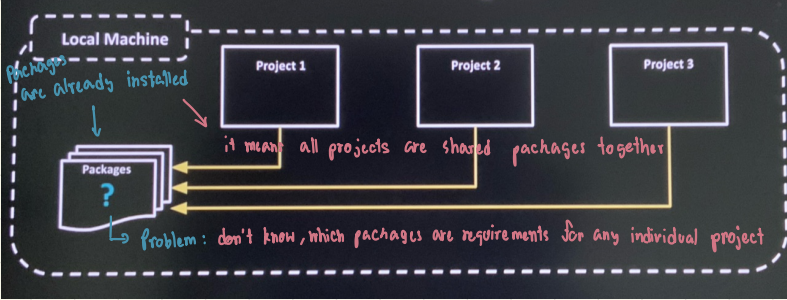 Local Machine
Packages
are already installed
Project 1
Project 2
Project 3
it meant all projects are shared packages together
Packages
?
Problem : don't know, which packages are requirements for any individual project